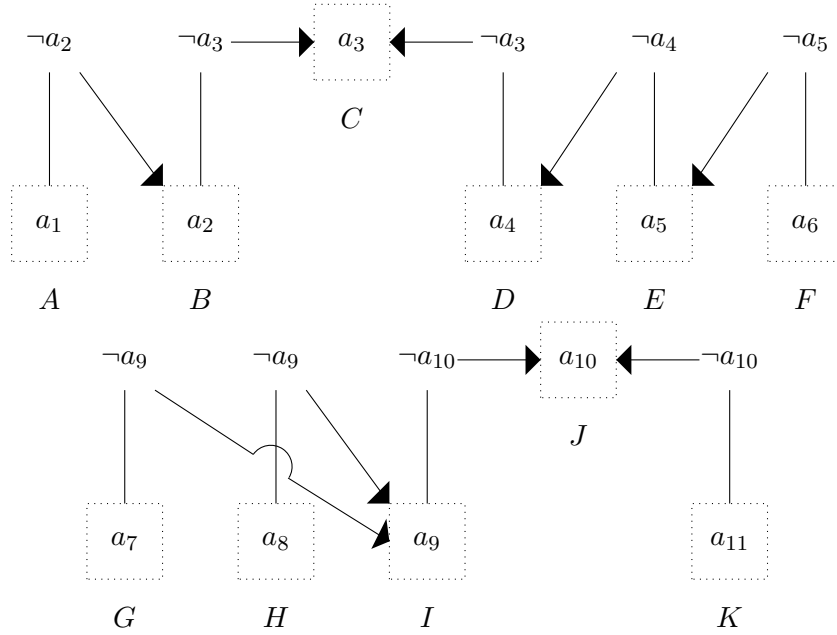 ¬a₂ ¬a₃ a₃ ¬a₃ ¬a₄ ¬a₅
C
a₁ a₂ a₄ a₅ a₆
A B D E F
¬a₉ ¬a₉ ¬a₁₀ a₁₀ ¬a₁₀
J
a₇ a₈ a₉ a₁₁
G H I K